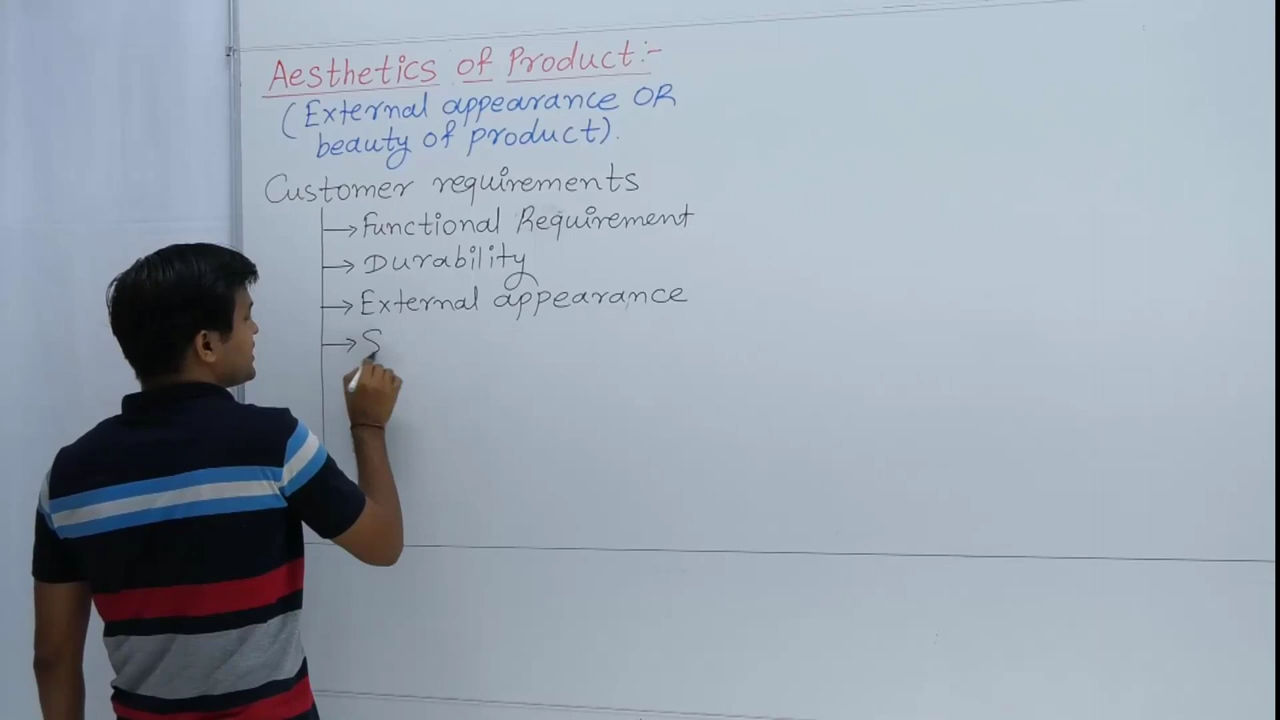 Aesthetics of Product:-
(External appearance OR
beauty of product).
Customer requirements
→ Functional Requirement
→ Durability
→ External appearance
→ S